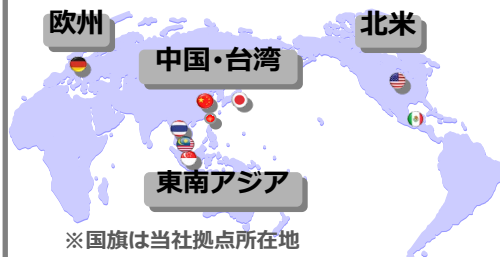 欧州
北米
中国・台湾
東南アジア
※国旗は当社拠点所在地